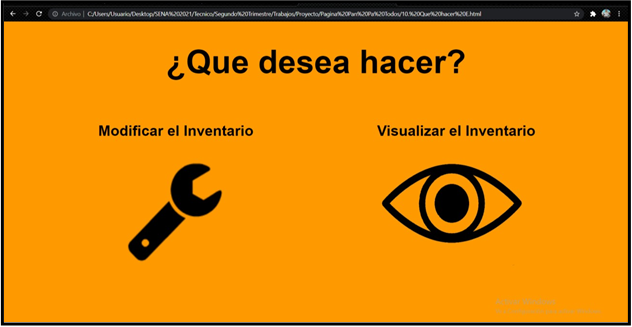 Archivo | C:/Users/Usuario/Desktop/SENA%202021/Tecnico/Segundo%20Trimestre/Trabajos/Proyecto/Pagina%20Pan%20Pa%20Todos/10.%20Que%20hacer%20E.html
¿Que desea hacer?
Modificar el Inventario Visualizar el Inventario